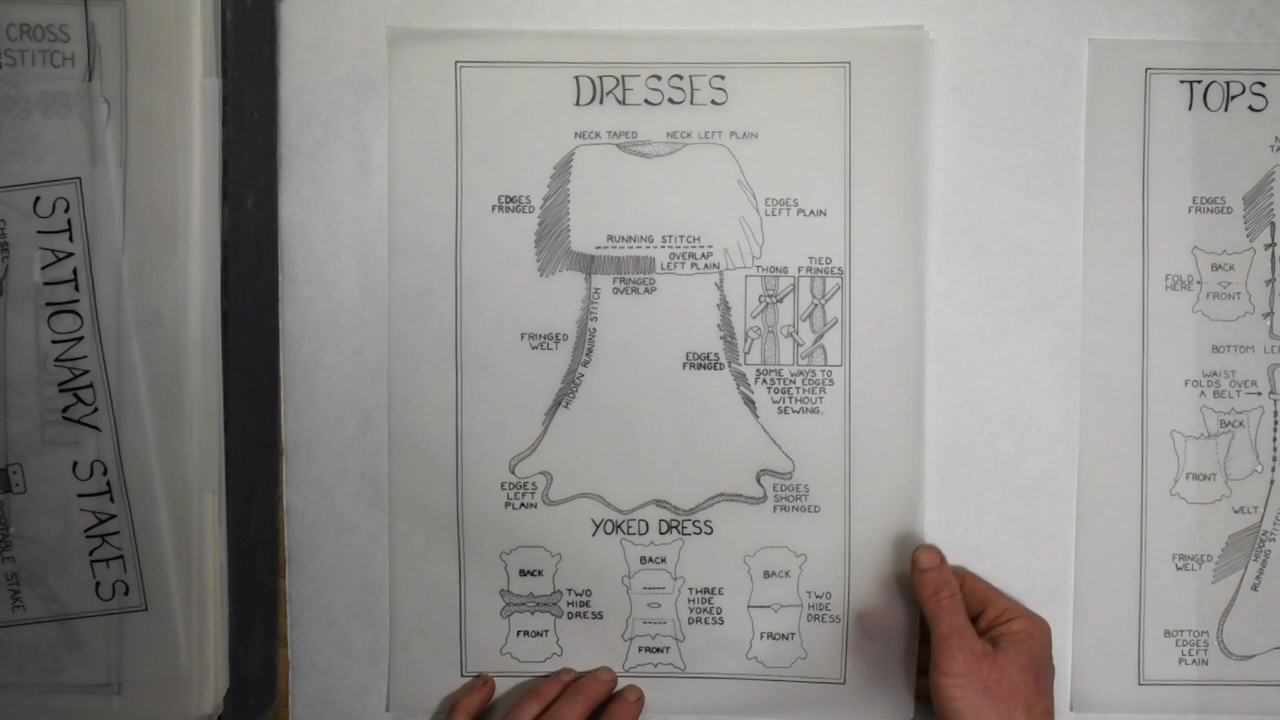 CROSS
STITCH
STATIONARY STAKES
CHISEL
PORTABLE STAKE
DRESSES
NECK TAPED
NECK LEFT PLAIN
EDGES
FRINGED
EDGES
LEFT PLAIN
RUNNING STITCH
OVERLAP
LEFT PLAIN
FRINGED
OVERLAP
THONG
TIED
FRINGES
HIDDEN RUNNING STITCH
FRINGED
WELT
EDGES
FRINGED
SOME WAYS TO
FASTEN EDGES
TOGETHER
WITHOUT
SEWING.
EDGES
LEFT
PLAIN
EDGES
SHORT
FRINGED
YOKED DRESS
BACK
FRONT
TWO
HIDE
DRESS
BACK
FRONT
THREE
HIDE
YOKED
DRESS
BACK
FRONT
TWO
HIDE
DRESS
TOPS
EDGES
FRINGED
FOLD
HERE
BACK
FRONT
WAIST
FOLDS OVER
A BELT
BACK
FRONT
WELT
FRINGED
WELT
HIDDEN
RUNNING
BOTTOM
EDGES
LEFT
PLAIN